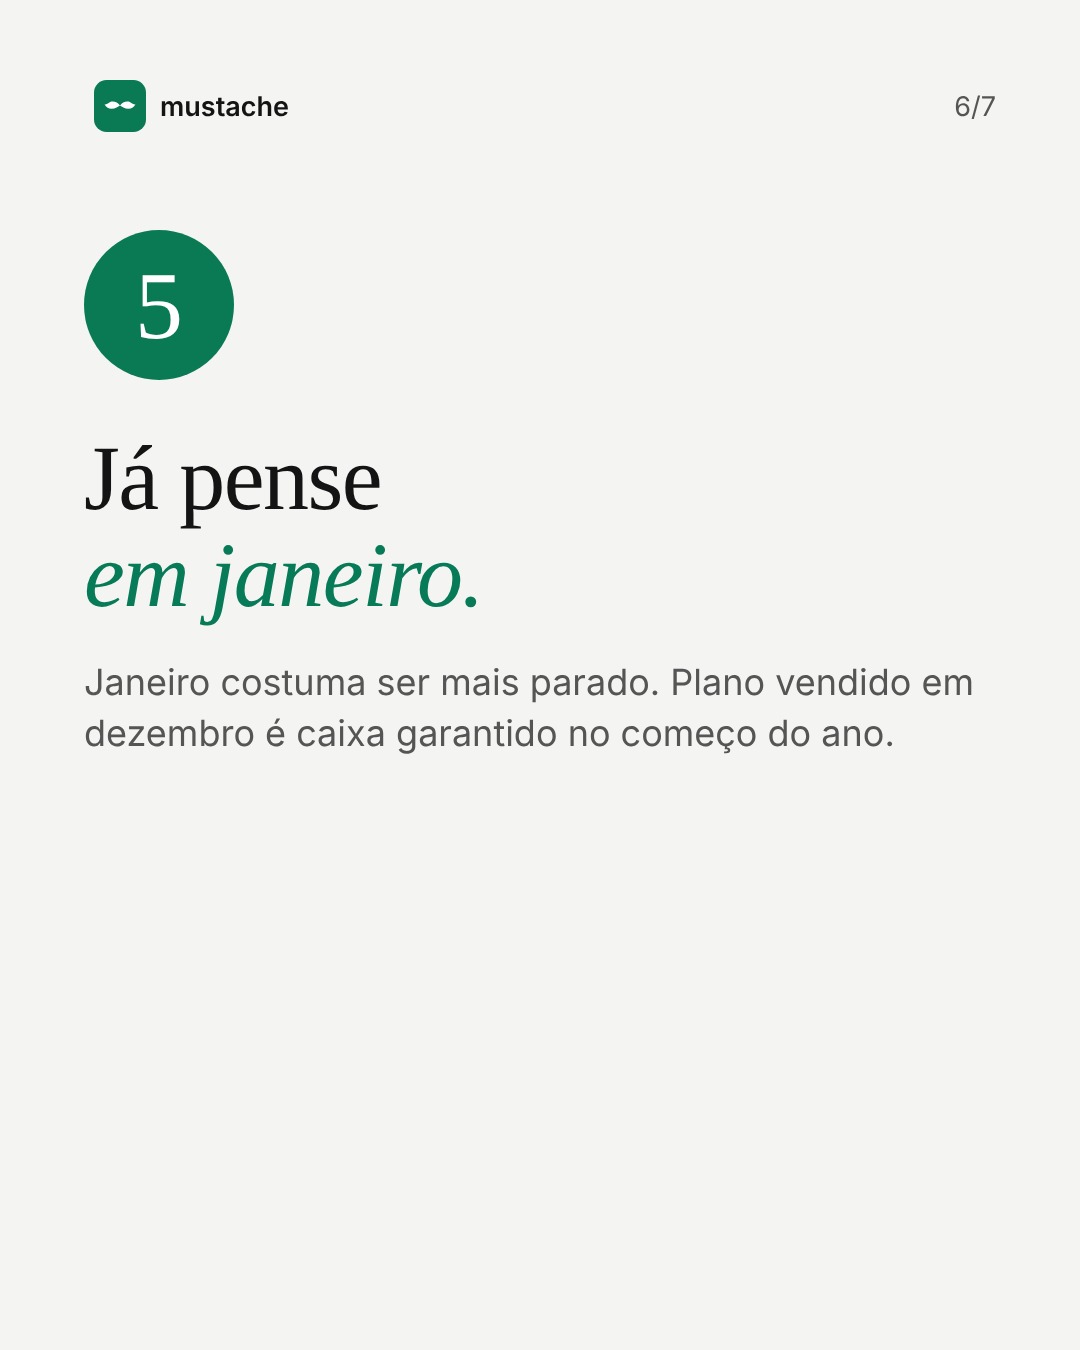 mustache
6/7
5
Já pense
em janeiro.
Janeiro costuma ser mais parado. Plano vendido em
dezembro é caixa garantido no começo do ano.